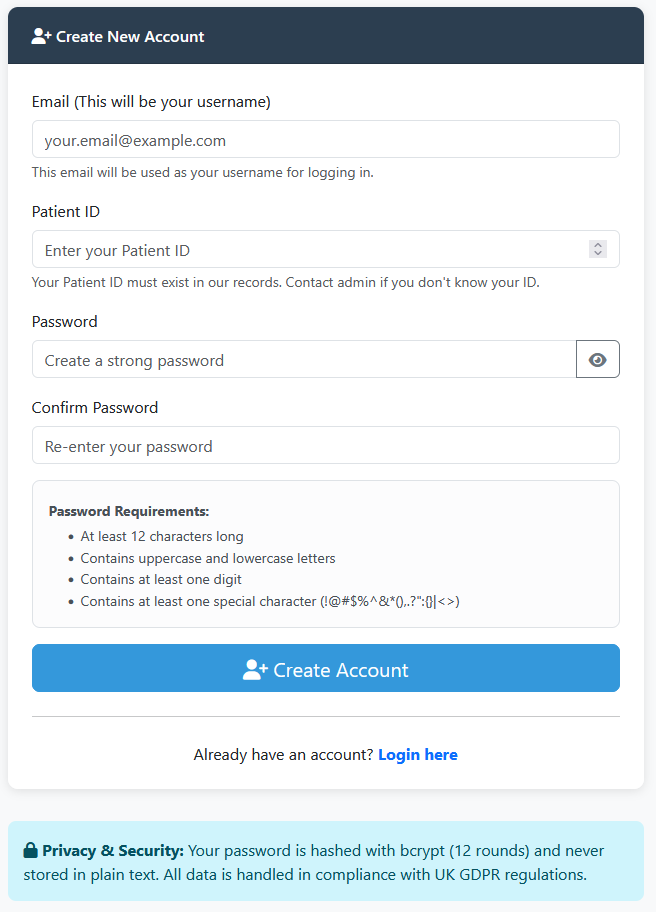 Create New Account
Email (This will be your username)
your.email@example.com
This email will be used as your username for logging in.
Patient ID
Enter your Patient ID
Your Patient ID must exist in our records. Contact admin if you don't know your ID.
Password
Create a strong password
Confirm Password
Re-enter your password
Password Requirements:
• At least 12 characters long
• Contains uppercase and lowercase letters
• Contains at least one digit
• Contains at least one special character (!@#$%^&*(),.?":{}|<>)
Create Account
Already have an account? Login here
Privacy & Security: Your password is hashed with bcrypt (12 rounds) and never
stored in plain text. All data is handled in compliance with UK GDPR regulations.